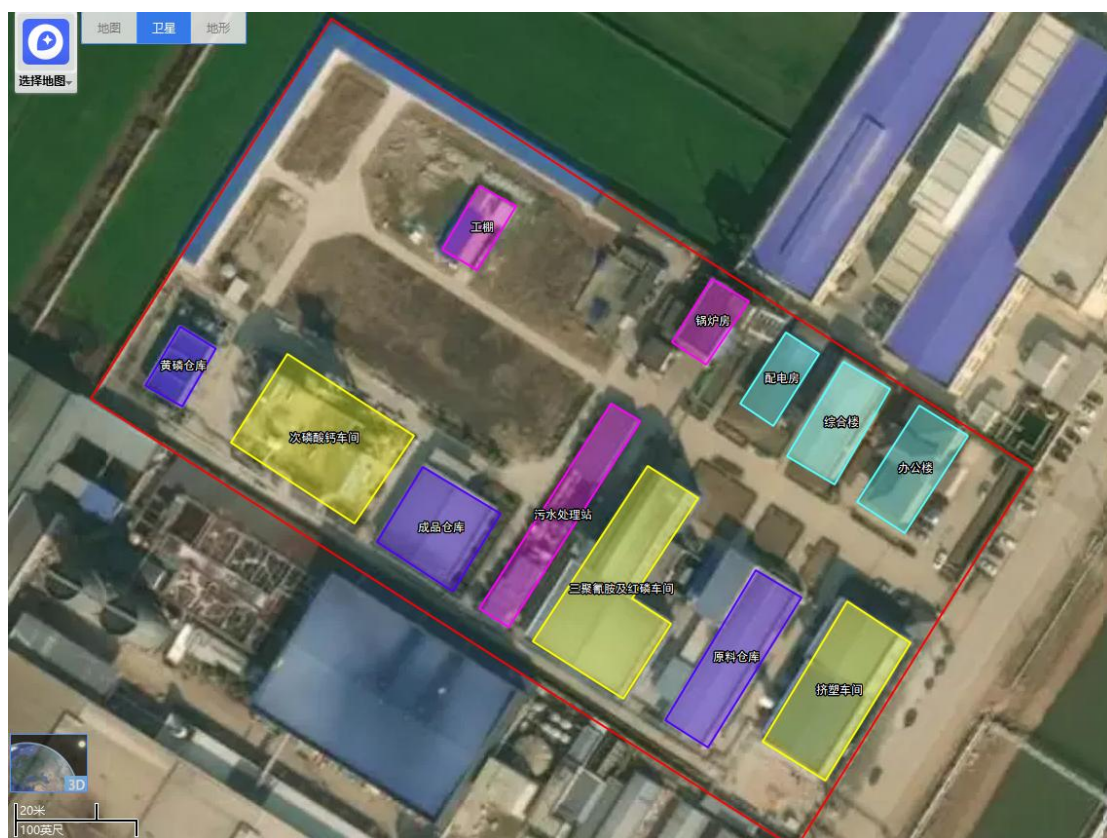 地图 卫星 地形
选择地图
工棚
锅炉房
黄磷仓库
配电房
综合楼
次磷酸钙车间
办公楼
成品仓库
污水处理站
三聚氰胺及红磷车间
原料仓库
挤塑车间
3D
20米
100英尺